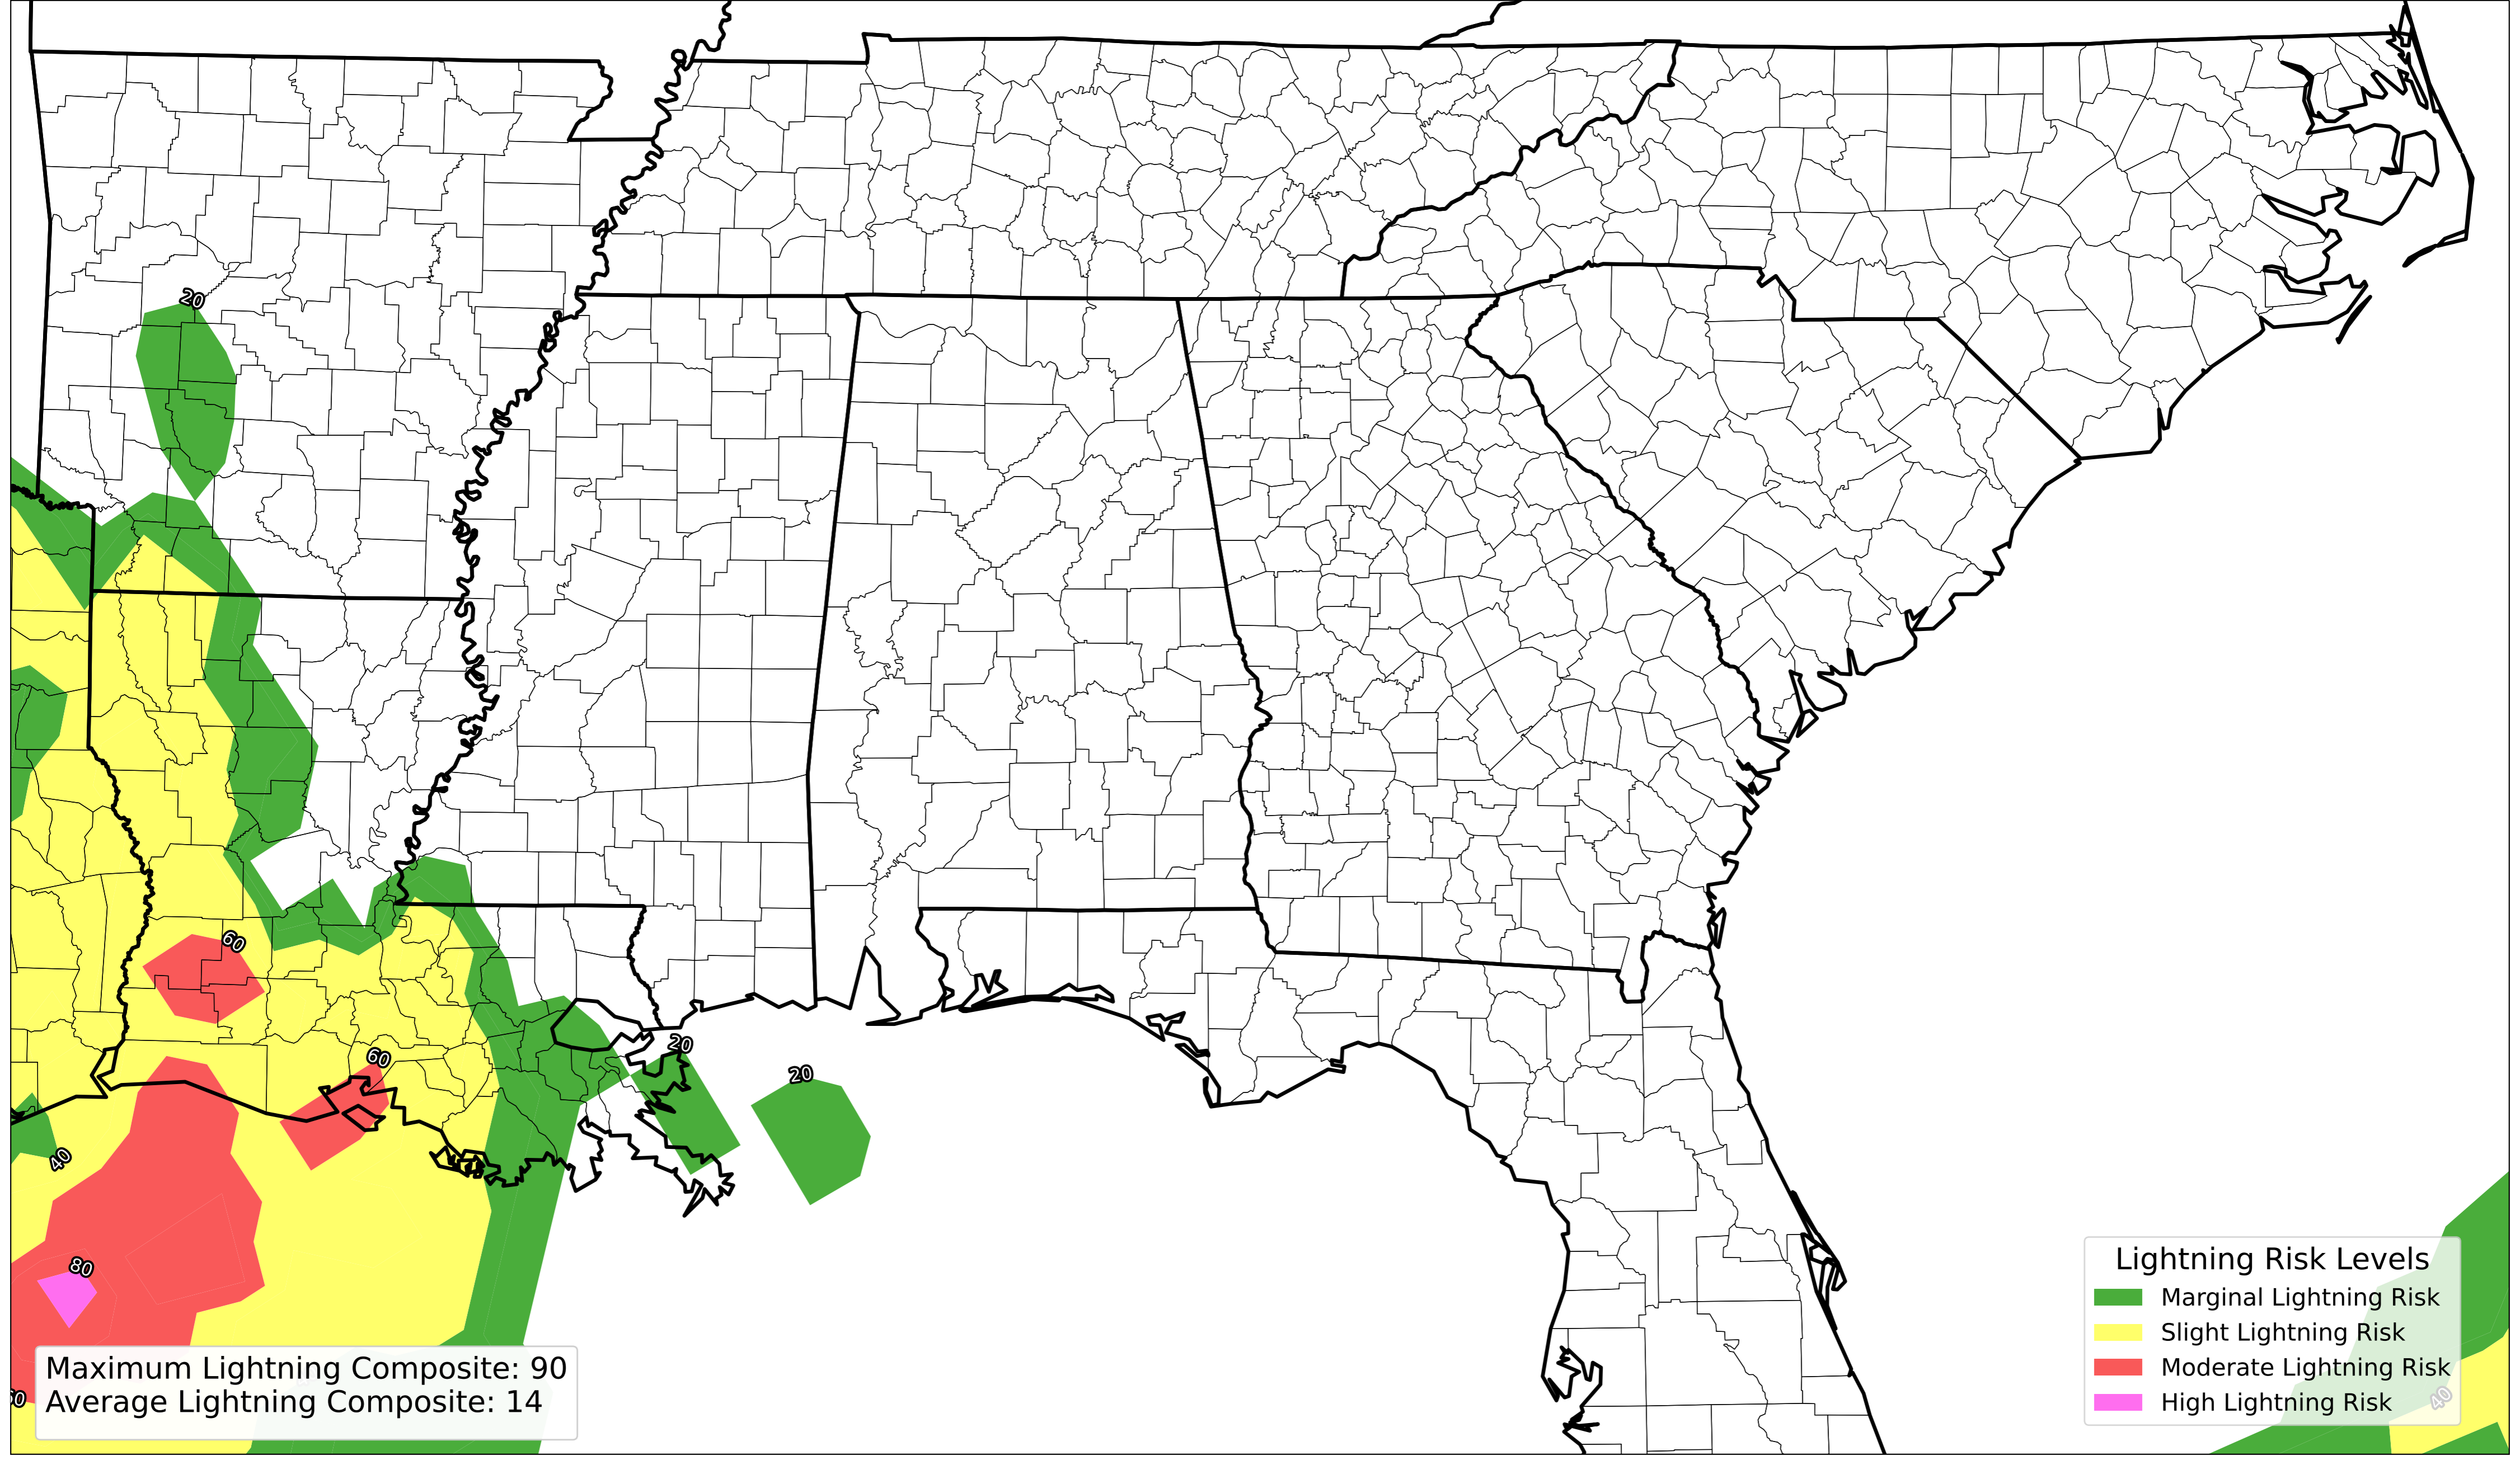 20
60
20
60
20
40
80
Lightning Risk Levels
Marginal Lightning Risk
Slight Lightning Risk
Moderate Lightning Risk
High Lightning Risk
Maximum Lightning Composite: 90
Average Lightning Composite: 14
40